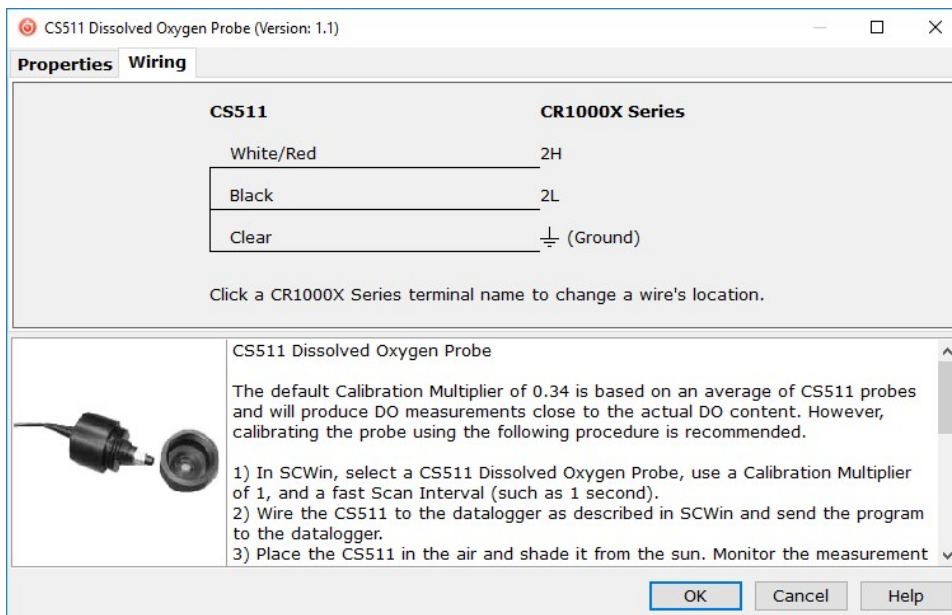 CS511 Dissolved Oxygen Probe (Version: 1.1)
Properties Wiring
CS511 CR1000X Series
White/Red 2H
Black 2L
Clear (Ground)
Click a CR1000X Series terminal name to change a wire's location.
CS511 Dissolved Oxygen Probe
The default Calibration Multiplier of 0.34 is based on an average of CS511 probes
and will produce DO measurements close to the actual DO content. However,
calibrating the probe using the following procedure is recommended.
1) In SCWin, select a CS511 Dissolved Oxygen Probe, use a Calibration Multiplier
of 1, and a fast Scan Interval (such as 1 second).
2) Wire the CS511 to the datalogger as described in SCWin and send the program
to the datalogger.
3) Place the CS511 in the air and shade it from the sun. Monitor the measurement
OK Cancel Help